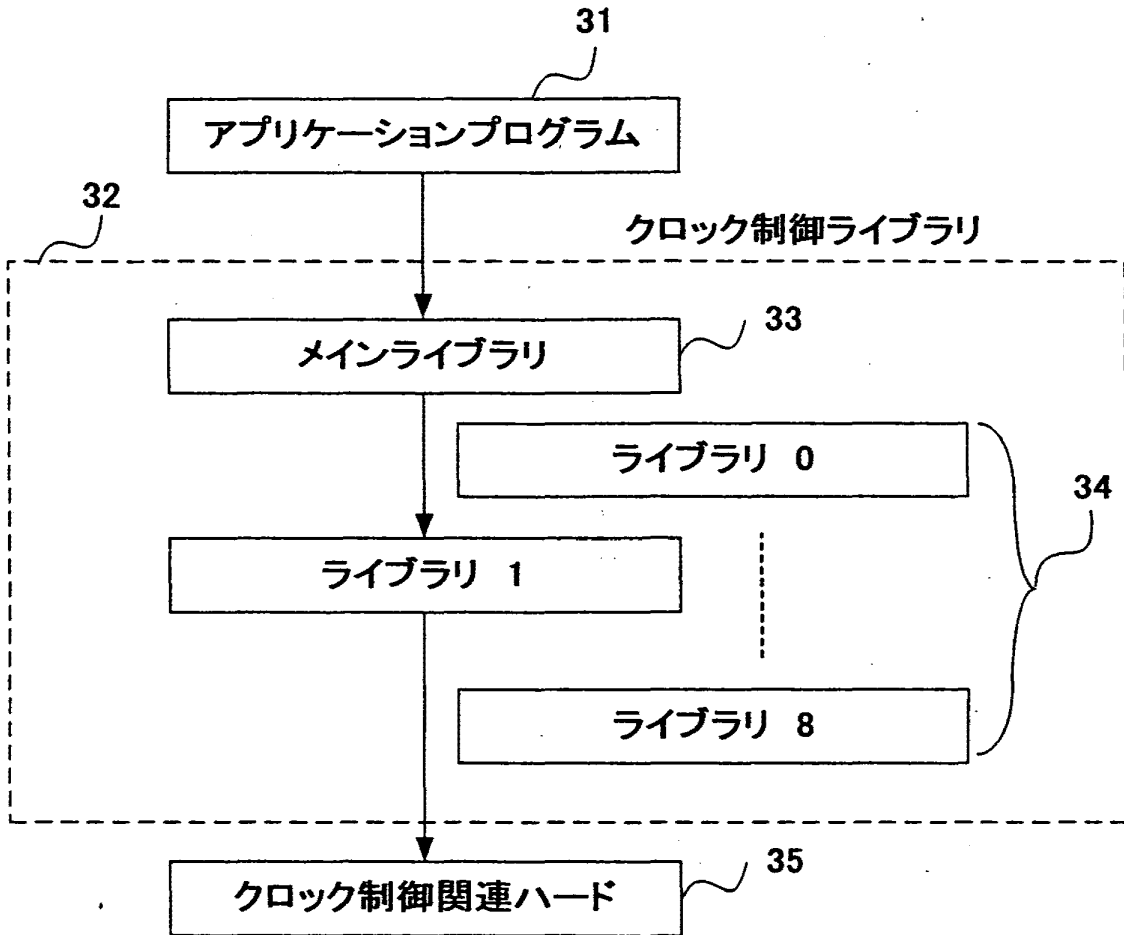 31
アプリケーションプログラム
32
クロック制御ライブラリ
メインライブラリ
33
ライブラリ 0
34
ライブラリ 1
ライブラリ 8
クロック制御関連ハード
35